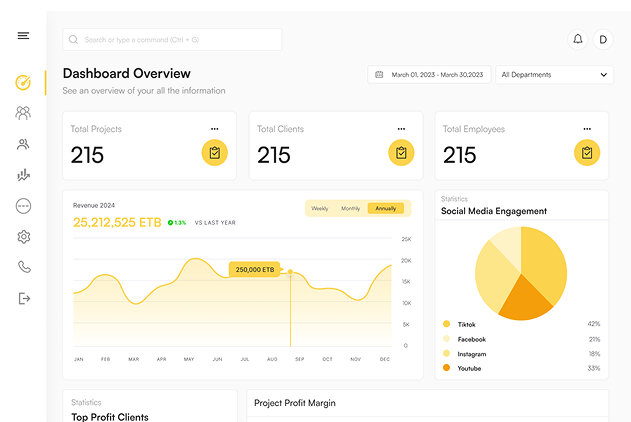 Search or type a command (Ctrl + G)
D
Dashboard Overview
See an overview of your all the information
March 01, 2023 - March 30,2023
All Departments
Total Projects
215
Total Clients
215
Total Employees
215
Revenue 2024
25,212,525 ETB
1.3%
VS LAST YEAR
Weekly
Monthly
Annually
25K
20K
15K
10K
5K
0
250,000 ETB
JAN
FEB
MAR
APR
MAY
JUN
JUL
AUG
SEP
OCT
NOV
DEC
Statistics
Social Media Engagement
Tiktok 42%
Facebook 21%
Instagram 18%
Youtube 33%
Statistics
Top Profit Clients
Project Profit Margin